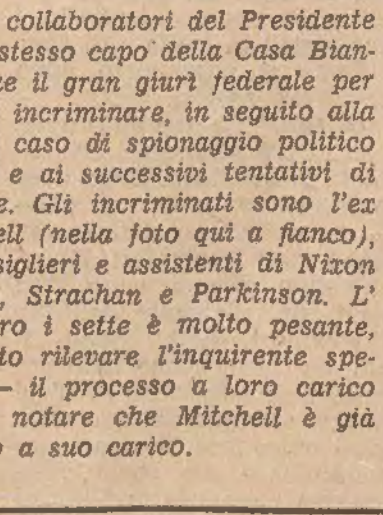 collaboratori del Presidente
stesso capo della Casa Bian-
e il gran giurì federale per
incriminare, in seguito alla
caso di spionaggio politico
e ai successivi tentativi di
e. Gli incriminati sono l'ex
ell (nella foto qui a fianco),
siglieri e assistenti di Nixon
, Strachan e Parkinson. L'
ro i sette è molto pesante,
to rilevare l'inquirente spe-
— il processo a loro carico
notare che Mitchell è già
o a suo carico.